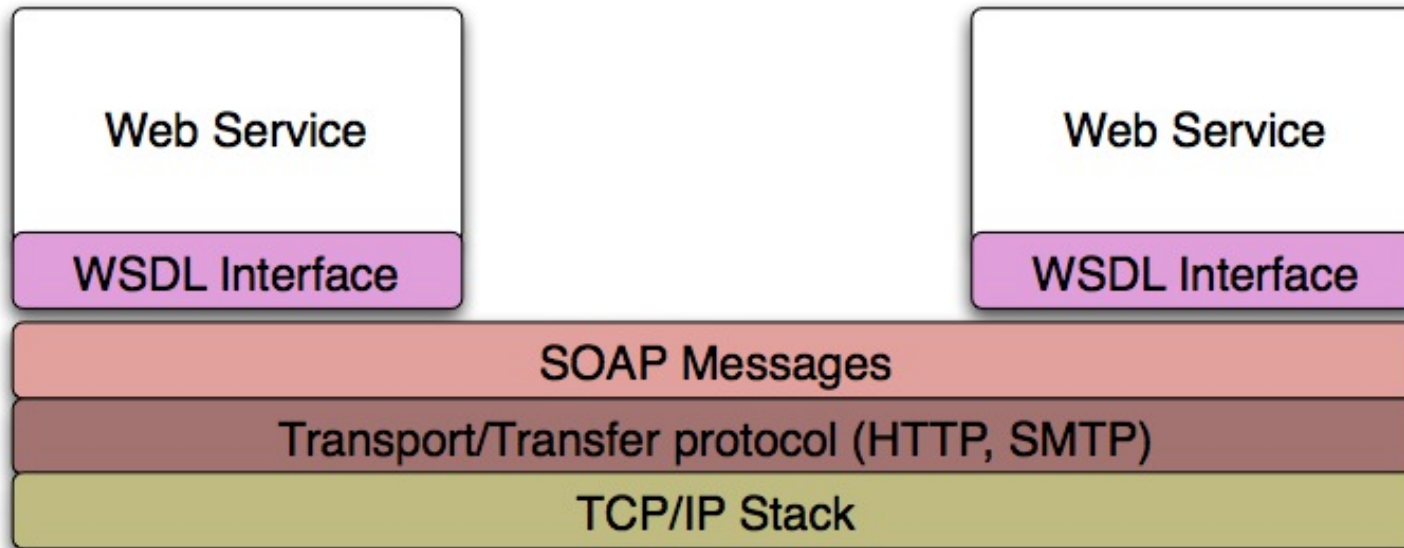 Web Service
Web Service
WSDL Interface
WSDL Interface
SOAP Messages
Transport/Transfer protocol (HTTP, SMTP)
TCP/IP Stack